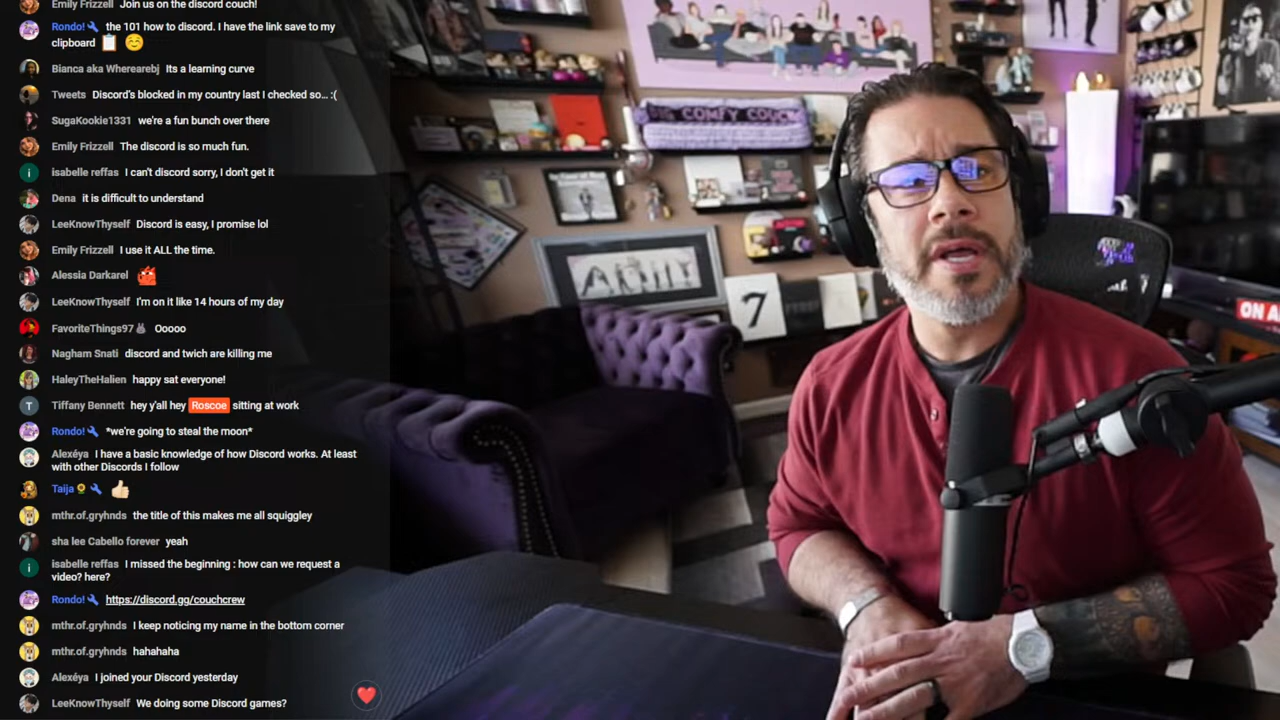 Emily Frizzell Join us on the discord couch!
Rondo! the 101 how to discord. I have the link save to my
clipboard 📋 ☺️
Bianca aka Wherearebj Its a learning curve
Tweets Discord's blocked in my country last I checked so... :(
SugaKookie1331 we're a fun bunch over there
Emily Frizzell The discord is so much fun.
isabelle reffas I can't discord sorry, I don't get it
Dena it is difficult to understand
LeeKnowThyself Discord is easy, I promise lol
Emily Frizzell I use it ALL the time.
Alessia Darkarel
LeeKnowThyself I'm on it like 14 hours of my day
FavoriteThings97🐰 Ooooo
Nagham Snati discord and twich are killing me
HaleyTheHalien happy sat everyone!
T Tiffany Bennett hey y'all hey Roscoe sitting at work
Rondo! *we're going to steal the moon*
Alexéya I have a basic knowledge of how Discord works. At least
with other Discords I follow
Taija🌻 👍🏻
mthr.of.gryhnds the title of this makes me all squiggley
sha lee Cabello forever yeah
isabelle reffas I missed the beginning : how can we request a
video? here?
Rondo! https://discord.gg/couchcrew
mthr.of.gryhnds I keep noticing my name in the bottom corner
mthr.of.gryhnds hahahaha
Alexéya I joined your Discord yesterday
LeeKnowThyself We doing some Discord games?
BIG COMFY COUCH
ARMY
7
ON A